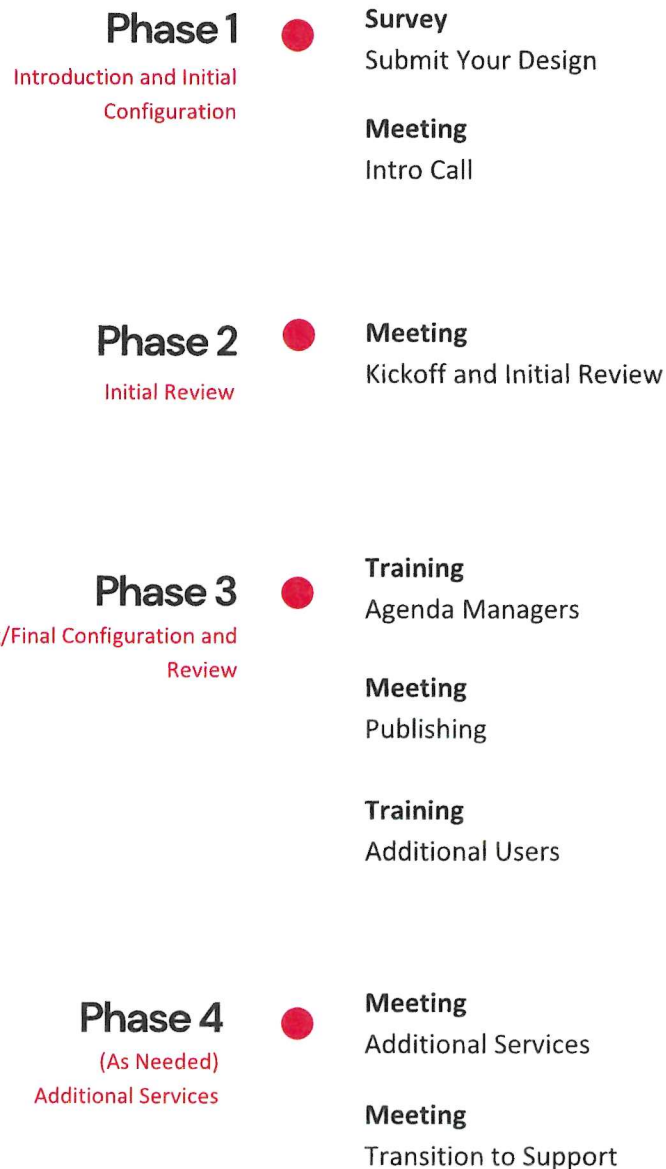 Phase 1
Introduction and Initial
Configuration
Survey
Submit Your Design
Meeting
Intro Call
Phase 2
Initial Review
Meeting
Kickoff and Initial Review
Phase 3
/Final Configuration and
Review
Training
Agenda Managers
Meeting
Publishing
Training
Additional Users
Phase 4
(As Needed)
Additional Services
Meeting
Additional Services
Meeting
Transition to Support